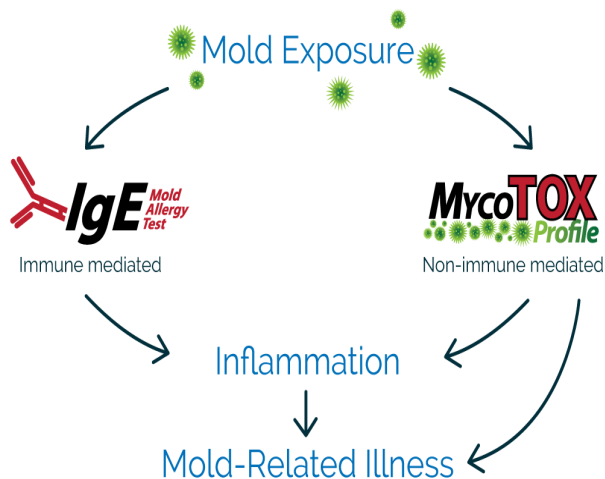 Mold Exposure
IgE Mold
Allergy
Test
Immune mediated
MycoTOX
Profile
Non-immune mediated
Inflammation
Mold-Related Illness